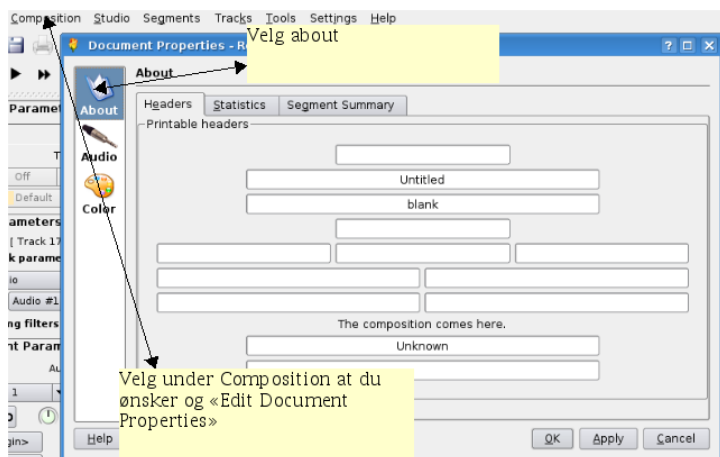 Composition Studio Segments Tracks Tools Settings Help
Document Properties - R
Velg about
About
Parame
About
Headers Statistics Segment Summary
Printable headers
T
Audio
Off
Untitled
Default
blank
Color
ameters
[ Track 17
k parame
io
Audio #1
ng filters
The composition comes here.
nt Param
Unknown
Au
Velg under Composition at du
ønsker og «Edit Document
Properties»
1
gin>
Help
OK Apply Cancel